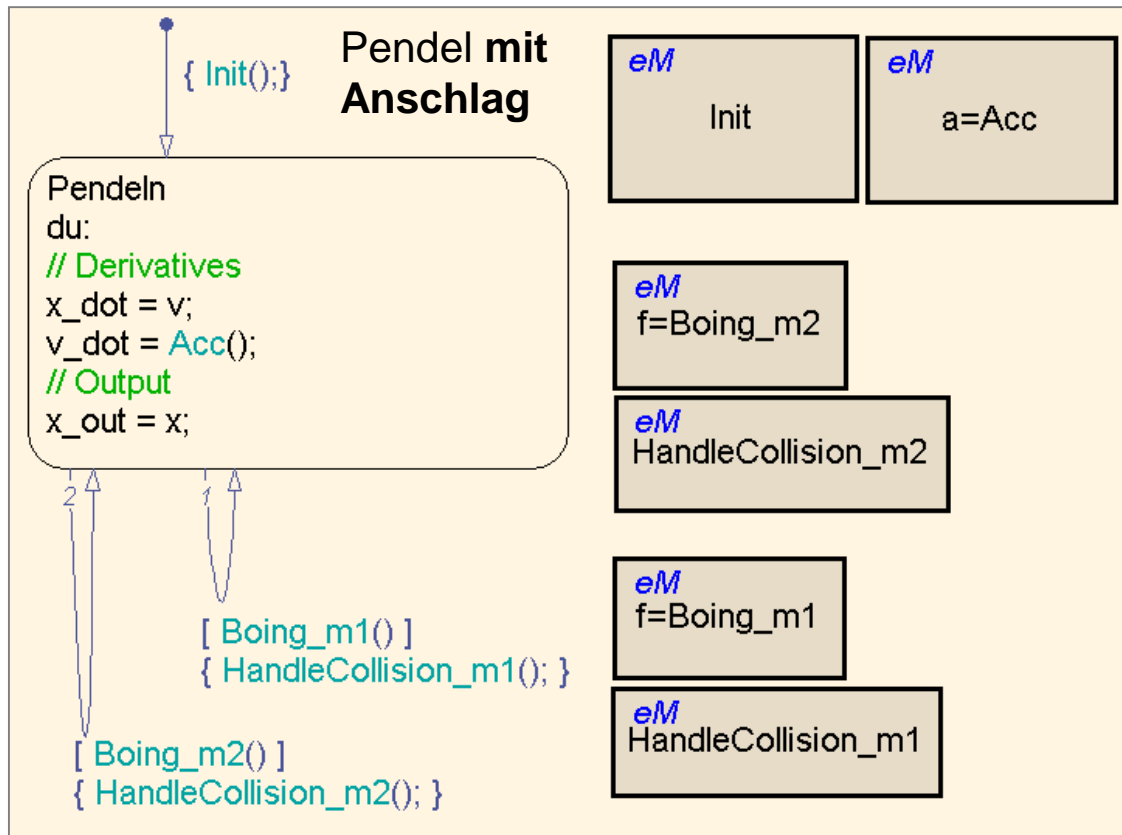 { Init();}
Pendel mit
Anschlag
Pendeln
du:
// Derivatives
x_dot = v;
v_dot = Acc();
// Output
x_out = x;
2
1
[ Boing_m1() ]
{ HandleCollision_m1(); }
[ Boing_m2() ]
{ HandleCollision_m2(); }
eM
Init
eM
a=Acc
eM
f=Boing_m2
eM
HandleCollision_m2
eM
f=Boing_m1
eM
HandleCollision_m1